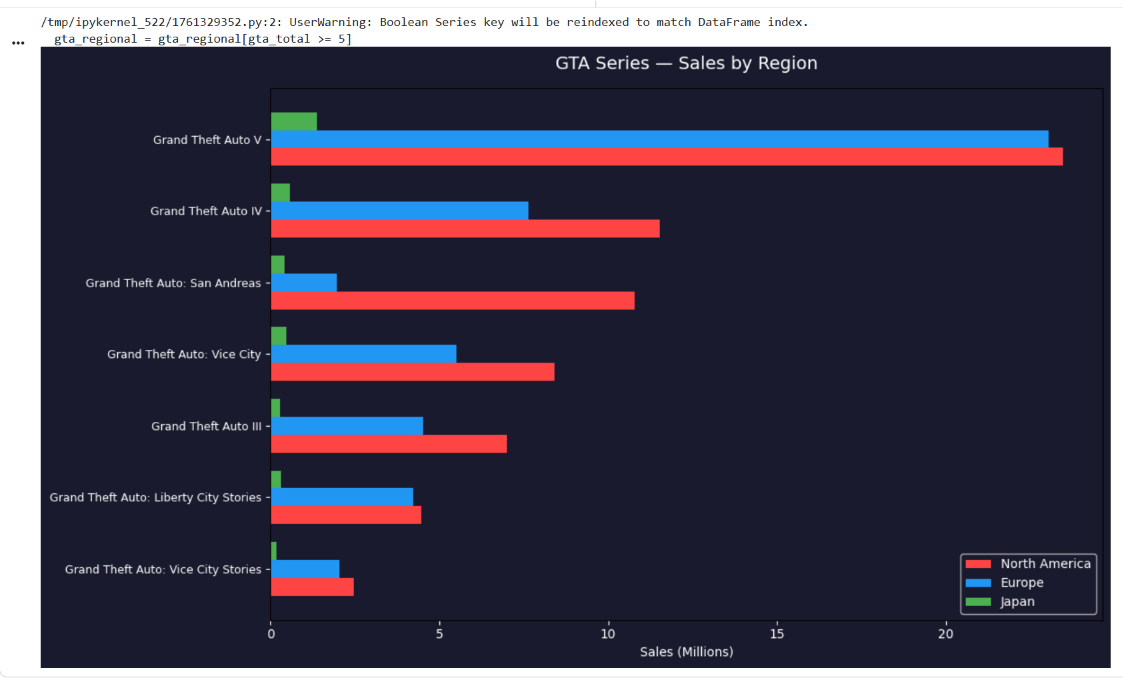 /tmp/ipykernel_522/1761329352.py:2: UserWarning: Boolean Series key will be reindexed to match DataFrame index.
gta_regional = gta_regional[gta_total >= 5]
GTA Series — Sales by Region
Grand Theft Auto V
Grand Theft Auto IV
Grand Theft Auto: San Andreas
Grand Theft Auto: Vice City
Grand Theft Auto III
Grand Theft Auto: Liberty City Stories
Grand Theft Auto: Vice City Stories
North America
Europe
Japan
0 5 10 15 20
Sales (Millions)